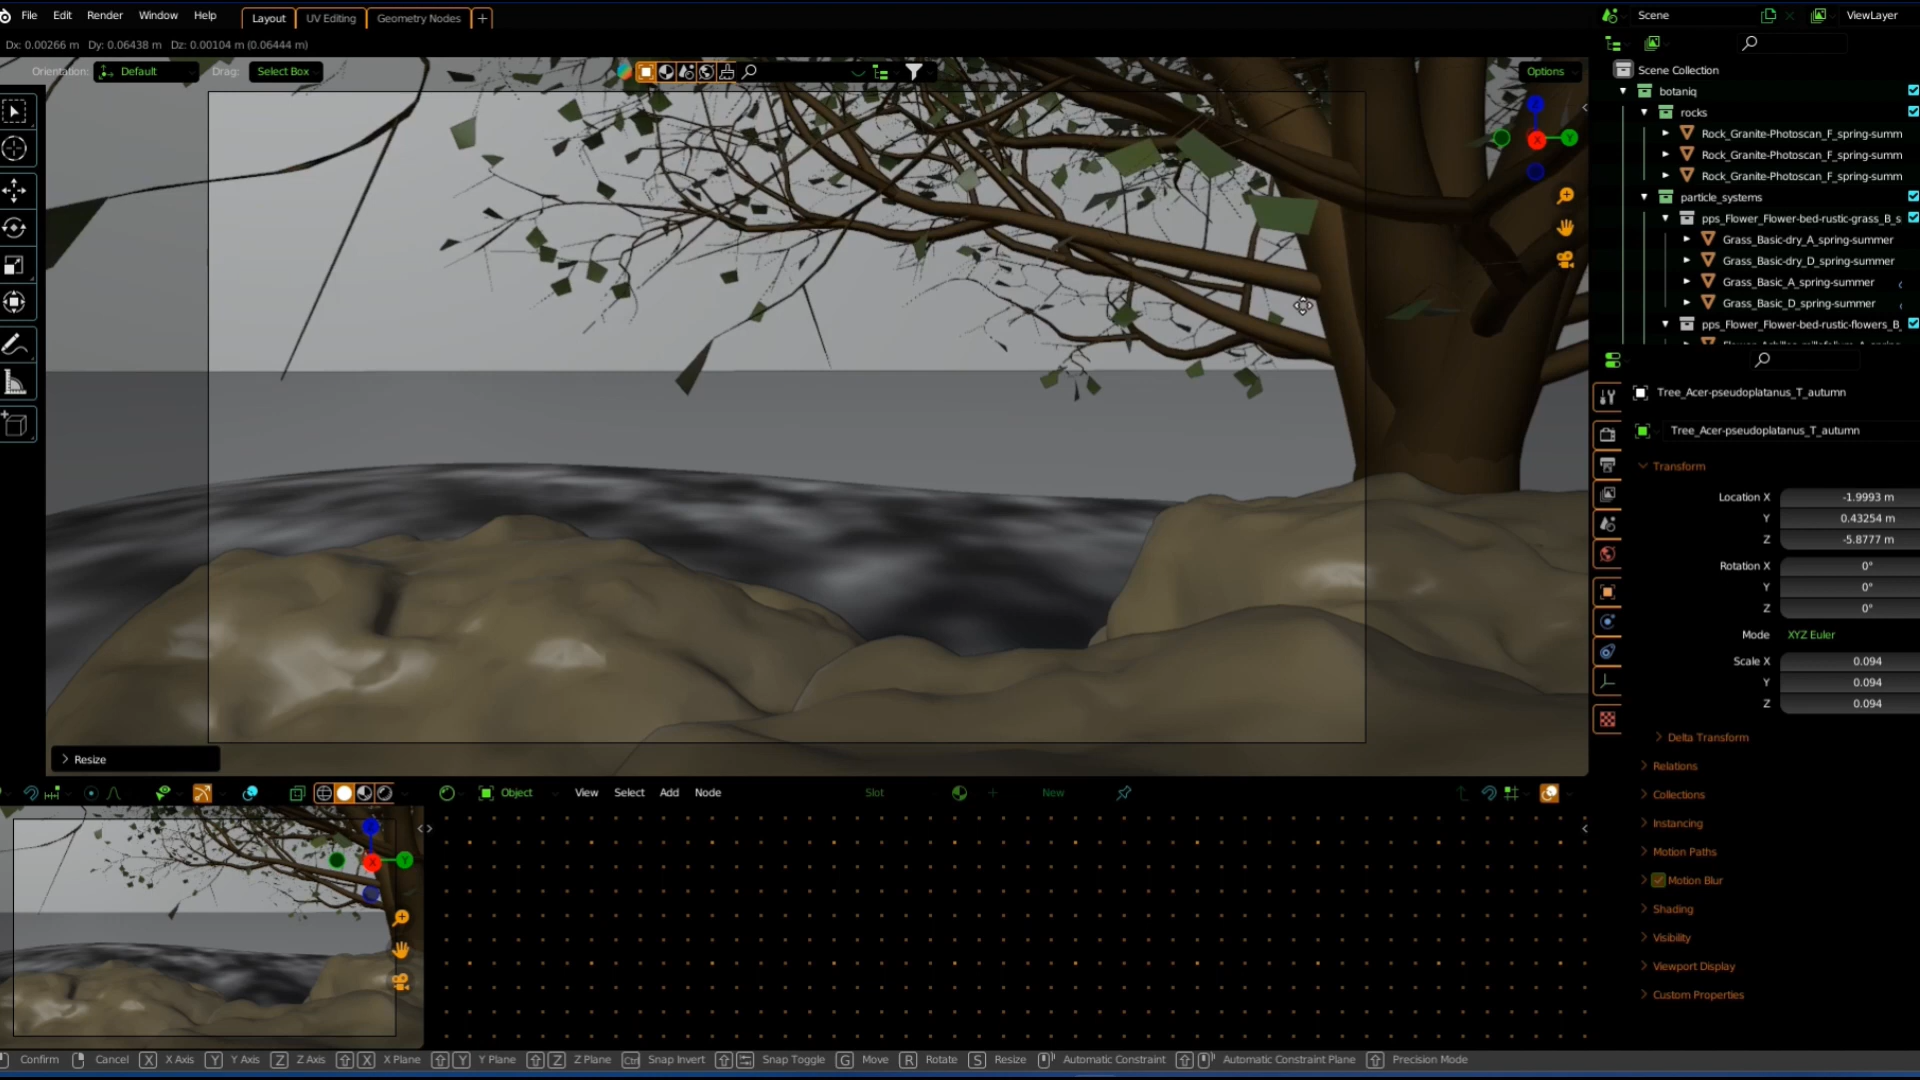 File Edit Render Window Help Layout UV Editing Geometry Nodes + Scene ViewLayer
Dx: 0.00266 m Dy: 0.06438 m Dz: 0.00104 m (0.06444 m)
Orientation: Default Drag: Select Box Options
Scene Collection
botaniq
rocks
Rock_Granite-Photoscan_F_spring-summ
Rock_Granite-Photoscan_F_spring-summ
Rock_Granite-Photoscan_F_spring-summ
particle_systems
pps_Flower_Flower-bed-rustic-grass_B_s
Grass_Basic-dry_A_spring-summer
Grass_Basic-dry_D_spring-summer
Grass_Basic_A_spring-summer
Grass_Basic_D_spring-summer
pps_Flower_Flower-bed-rustic-flowers_B_
Tree_Acer-pseudoplatanus_T_autumn
Tree_Acer-pseudoplatanus_T_autumn
Transform
Location X -1.9993 m
Y 0.43254 m
Z -5.8777 m
Rotation X 0°
Y 0°
Z 0°
Mode XYZ Euler
Scale X 0.094
Y 0.094
Z 0.094
Delta Transform
Relations
Collections
Instancing
Motion Paths
Motion Blur
Shading
Visibility
Viewport Display
Custom Properties
Z
X
Y
Resize
Object View Select Add Node Slot New
Z
X
Y
Confirm Cancel X X Axis Y Y Axis Z Z Axis X X Plane Y Y Plane Z Z Plane Ctrl Snap Invert Snap Toggle G Move R Rotate S Resize Automatic Constraint Automatic Constraint Plane Precision Mode